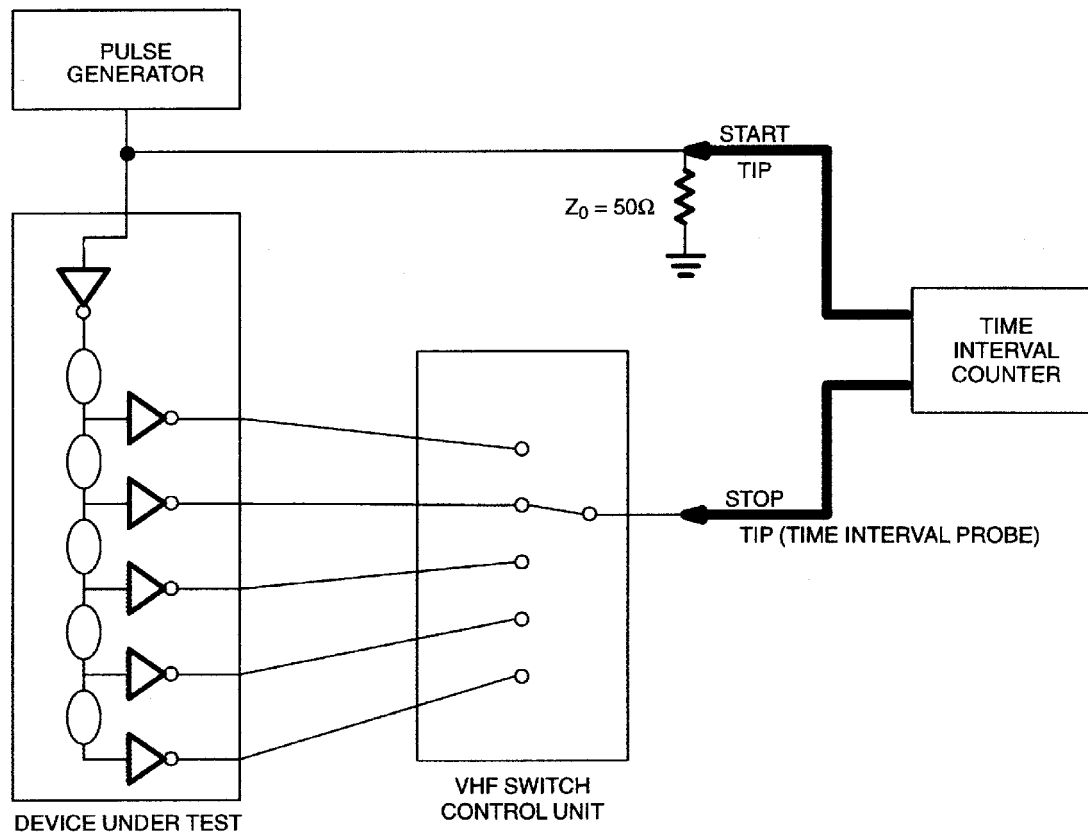 PULSE
GENERATOR
START
TIP
Z₀ = 50Ω
TIME
INTERVAL
COUNTER
STOP
TIP (TIME INTERVAL PROBE)
VHF SWITCH
CONTROL UNIT
DEVICE UNDER TEST